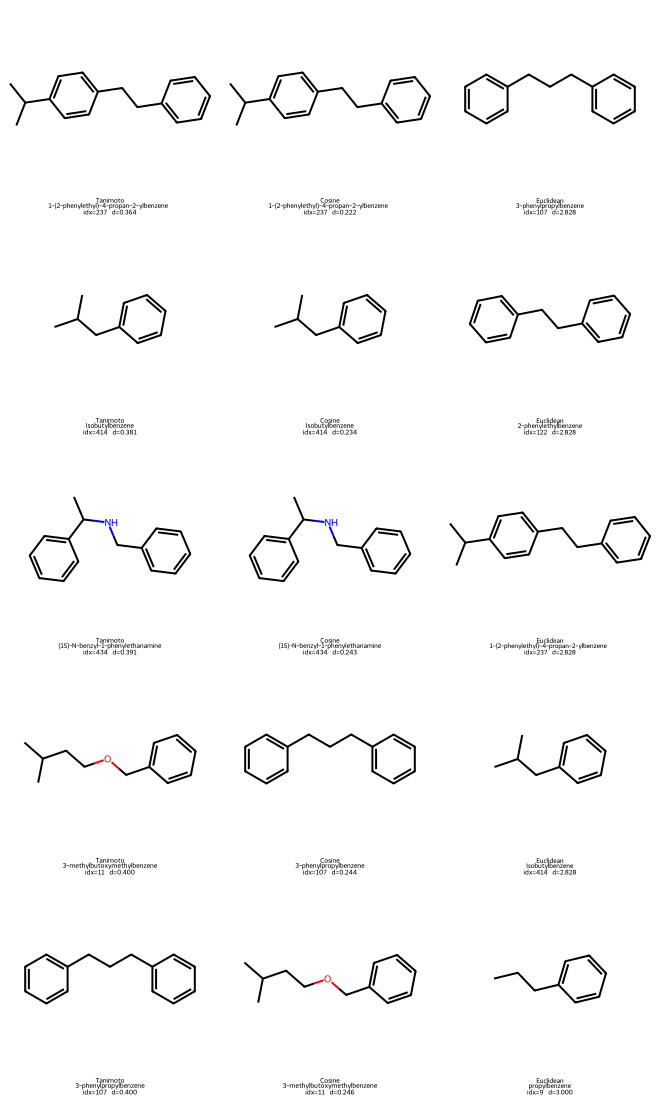 Tanimoto
1-(2-phenylethyl)-4-propan-2-ylbenzene
idx=237 d=0.364
Cosine
1-(2-phenylethyl)-4-propan-2-ylbenzene
idx=237 d=0.222
Euclidean
3-phenylpropylbenzene
idx=107 d=2.828
Tanimoto
Isobutylbenzene
idx=414 d=0.381
Cosine
Isobutylbenzene
idx=414 d=0.234
Euclidean
2-phenylethylbenzene
idx=122 d=2.828
NH
Tanimoto
(1S)-N-benzyl-1-phenylethanamine
idx=434 d=0.391
NH
Cosine
(1S)-N-benzyl-1-phenylethanamine
idx=434 d=0.243
Euclidean
1-(2-phenylethyl)-4-propan-2-ylbenzene
idx=237 d=2.828
O
Tanimoto
3-methylbutoxymethylbenzene
idx=11 d=0.400
Cosine
3-phenylpropylbenzene
idx=107 d=0.244
Euclidean
Isobutylbenzene
idx=414 d=2.828
Tanimoto
3-phenylpropylbenzene
idx=107 d=0.400
O
Cosine
3-methylbutoxymethylbenzene
idx=11 d=0.246
Euclidean
propylbenzene
idx=9 d=3.000